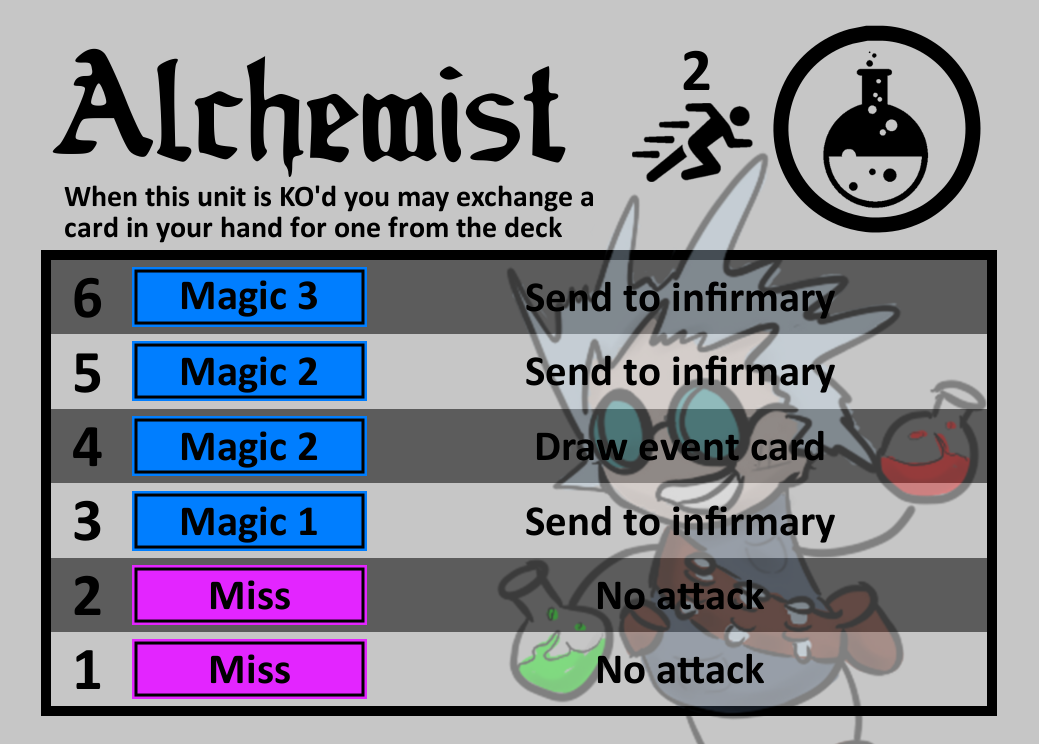 Alchemist
2
When this unit is KO'd you may exchange a
card in your hand for one from the deck
6 Magic 3 Send to infirmary
5 Magic 2 Send to infirmary
4 Magic 2 Draw event card
3 Magic 1 Send to infirmary
2 Miss No attack
1 Miss No attack